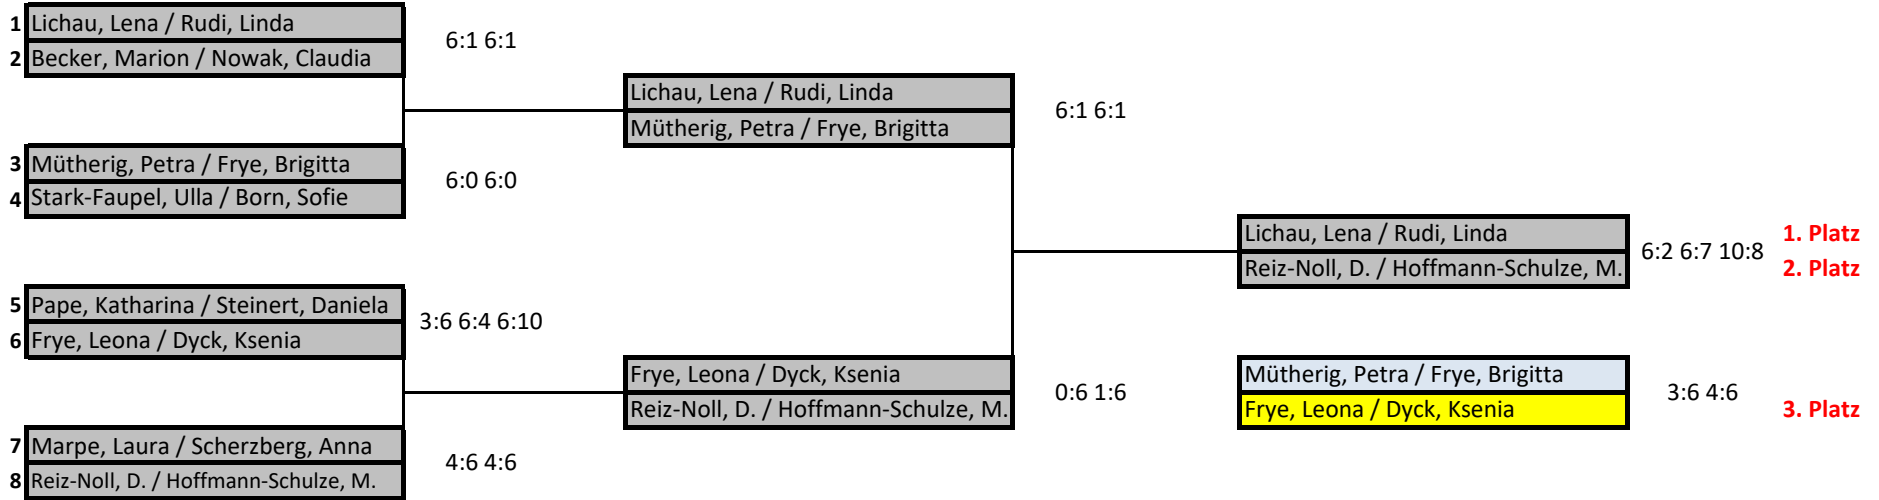 1 Lichau, Lena / Rudi, Linda
2 Becker, Marion / Nowak, Claudia
6:1 6:1
3 Mütherig, Petra / Frye, Brigitta
4 Stark-Faupel, Ulla / Born, Sofie
6:0 6:0
5 Pape, Katharina / Steinert, Daniela
6 Frye, Leona / Dyck, Ksenia
3:6 6:4 6:10
7 Marpe, Laura / Scherzberg, Anna
8 Reiz-Noll, D. / Hoffmann-Schulze, M.
4:6 4:6
Lichau, Lena / Rudi, Linda
Mütherig, Petra / Frye, Brigitta
6:1 6:1
Frye, Leona / Dyck, Ksenia
Reiz-Noll, D. / Hoffmann-Schulze, M.
0:6 1:6
Lichau, Lena / Rudi, Linda
Reiz-Noll, D. / Hoffmann-Schulze, M.
6:2 6:7 10:8
1. Platz
2. Platz
Mütherig, Petra / Frye, Brigitta
Frye, Leona / Dyck, Ksenia
3:6 4:6
3. Platz